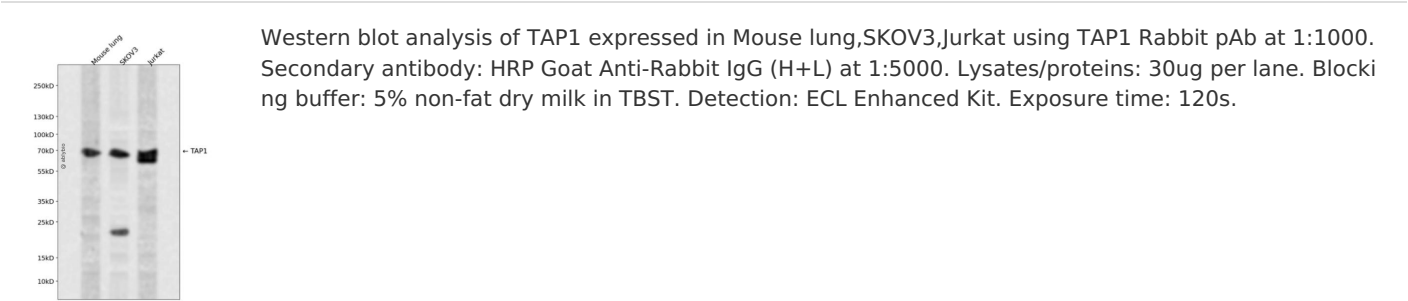 Mouse lung
SKOV3
Jurkat
Western blot analysis of TAP1 expressed in Mouse lung,SKOV3,Jurkat using TAP1 Rabbit pAb at 1:1000.
Secondary antibody: HRP Goat Anti-Rabbit IgG (H+L) at 1:5000. Lysates/proteins: 30ug per lane. Blocki
ng buffer: 5% non-fat dry milk in TBST. Detection: ECL Enhanced Kit. Exposure time: 120s.
250kD
130kD
100kD
70kD
← TAP1
55kD
35kD
25kD
15kD
10kD